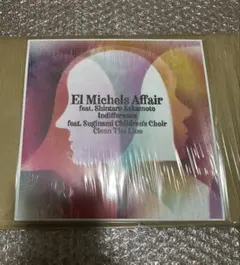 El Michels Affair
feat. Shintaro Sakamoto
Indifference
feat. Suginami Children's Choir
Clean The Line